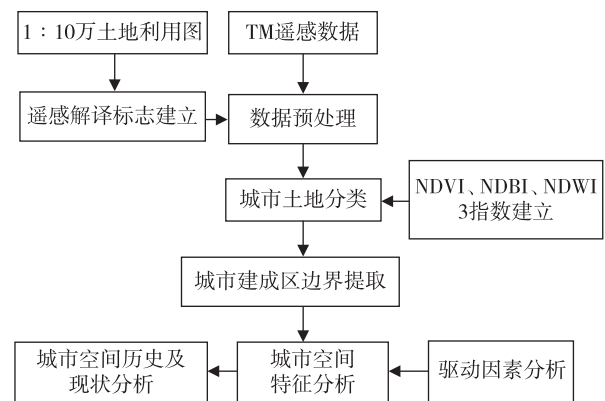 1：10万土地利用图
TM遥感数据
遥感解译标志建立
数据预处理
城市土地分类
NDVI、NDBI、NDWI
3指数建立
城市建成区边界提取
城市空间历史及
现状分析
城市空间
特征分析
驱动因素分析